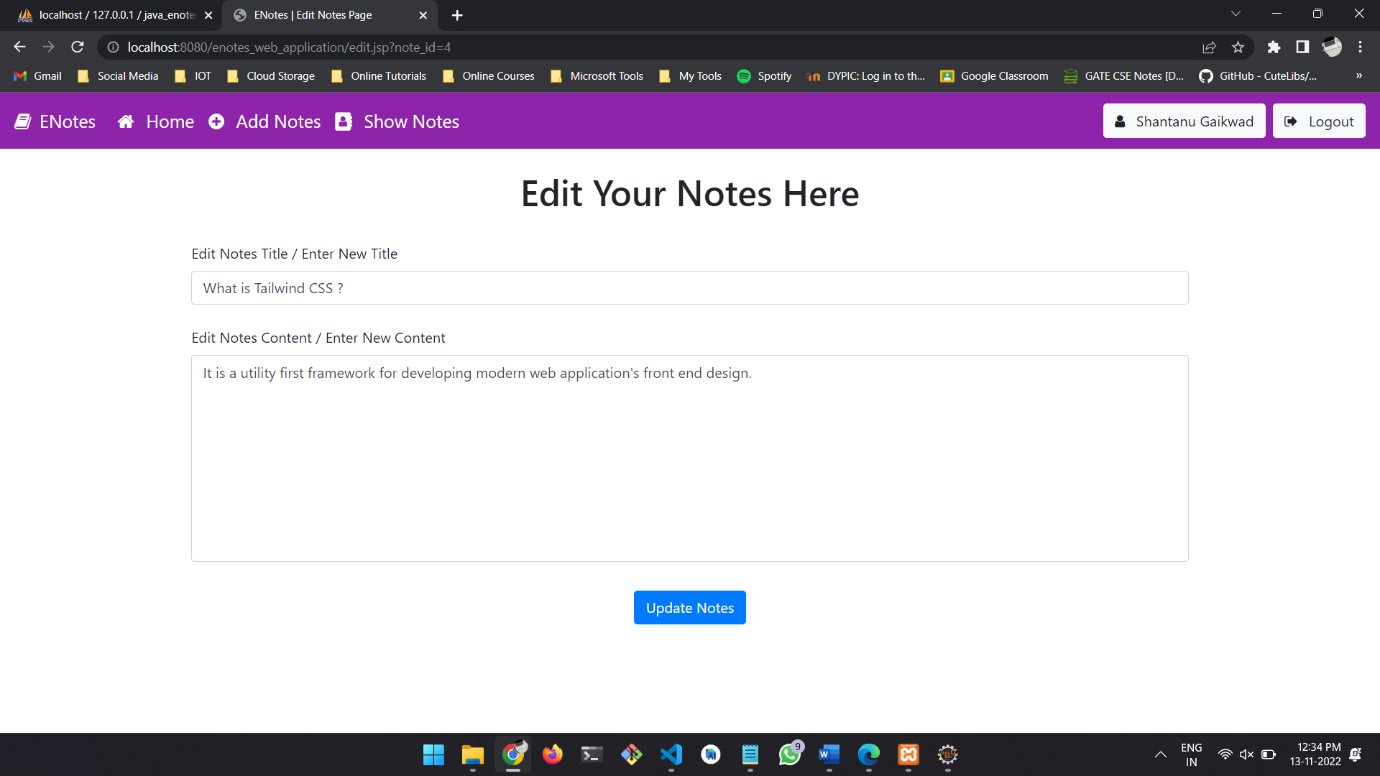 localhost / 127.0.0.1 / java_enote
ENotes | Edit Notes Page
localhost:8080/enotes_web_application/edit.jsp?note_id=4
Gmail Social Media IOT Cloud Storage Online Tutorials Online Courses Microsoft Tools My Tools Spotify DYPIC: Log in to th... Google Classroom GATE CSE Notes [D... GitHub - CuteLibs/... »
ENotes Home Add Notes Show Notes Shantanu Gaikwad Logout
Edit Your Notes Here
Edit Notes Title / Enter New Title
What is Tailwind CSS ?
Edit Notes Content / Enter New Content
It is a utility first framework for developing modern web application's front end design.
Update Notes
9
ENG
IN
12:34 PM
13-11-2022